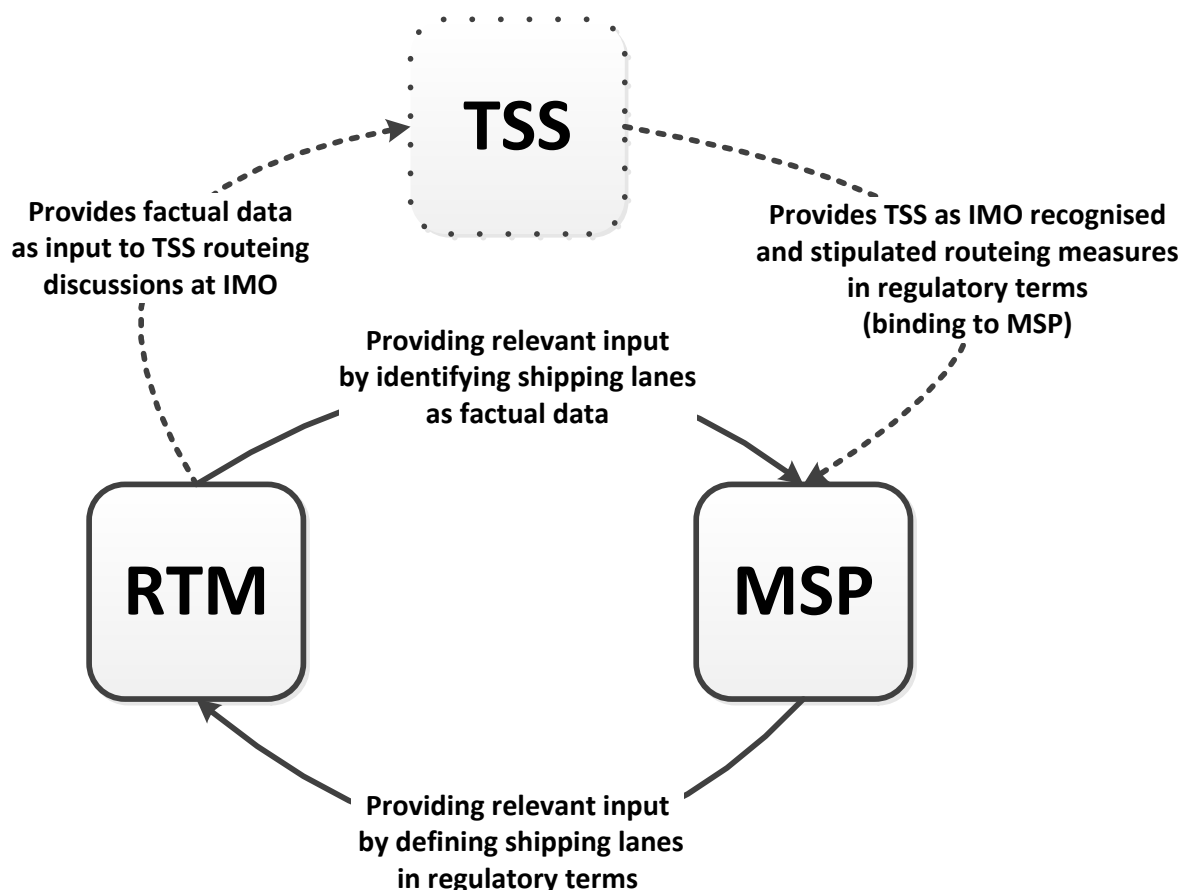 TSS
Provides factual data
as input to TSS routeing
discussions at IMO
Provides TSS as IMO recognised
and stipulated routeing measures
in regulatory terms
(binding to MSP)
Providing relevant input
by identifying shipping lanes
as factual data
RTM
MSP
Providing relevant input
by defining shipping lanes
in regulatory terms